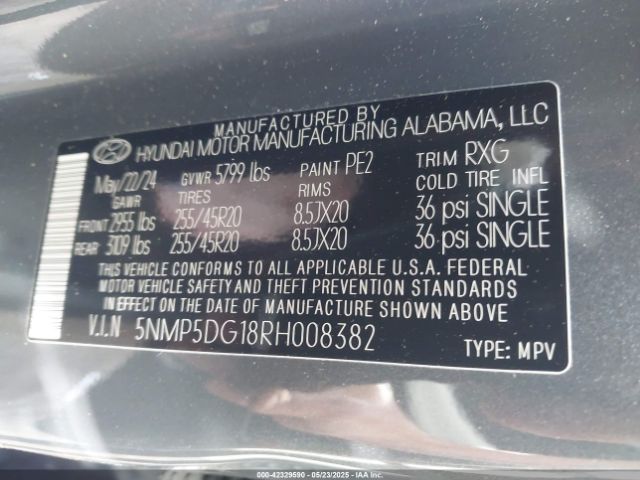 MANUFACTURED BY
HYUNDAI MOTOR MANUFACTURING ALABAMA, LLC
May/22/24 GVWR 5799 lbs PAINT PE2 TRIM RXG
GAWR TIRES RIMS COLD TIRE INFL
FRONT 2955 lbs 255/45R20 8.5JX20 36 psi SINGLE
REAR 3109 lbs 255/45R20 8.5JX20 36 psi SINGLE
THIS VEHICLE CONFORMS TO ALL APPLICABLE U.S.A. FEDERAL
MOTOR VEHICLE SAFETY AND THEFT PREVENTION STANDARDS
IN EFFECT ON THE DATE OF MANUFACTURE SHOWN ABOVE
V.I.N 5NMP5DG18RH008382
TYPE: MPV
000-42329590 - 05/23/2025 - IAAI.COM